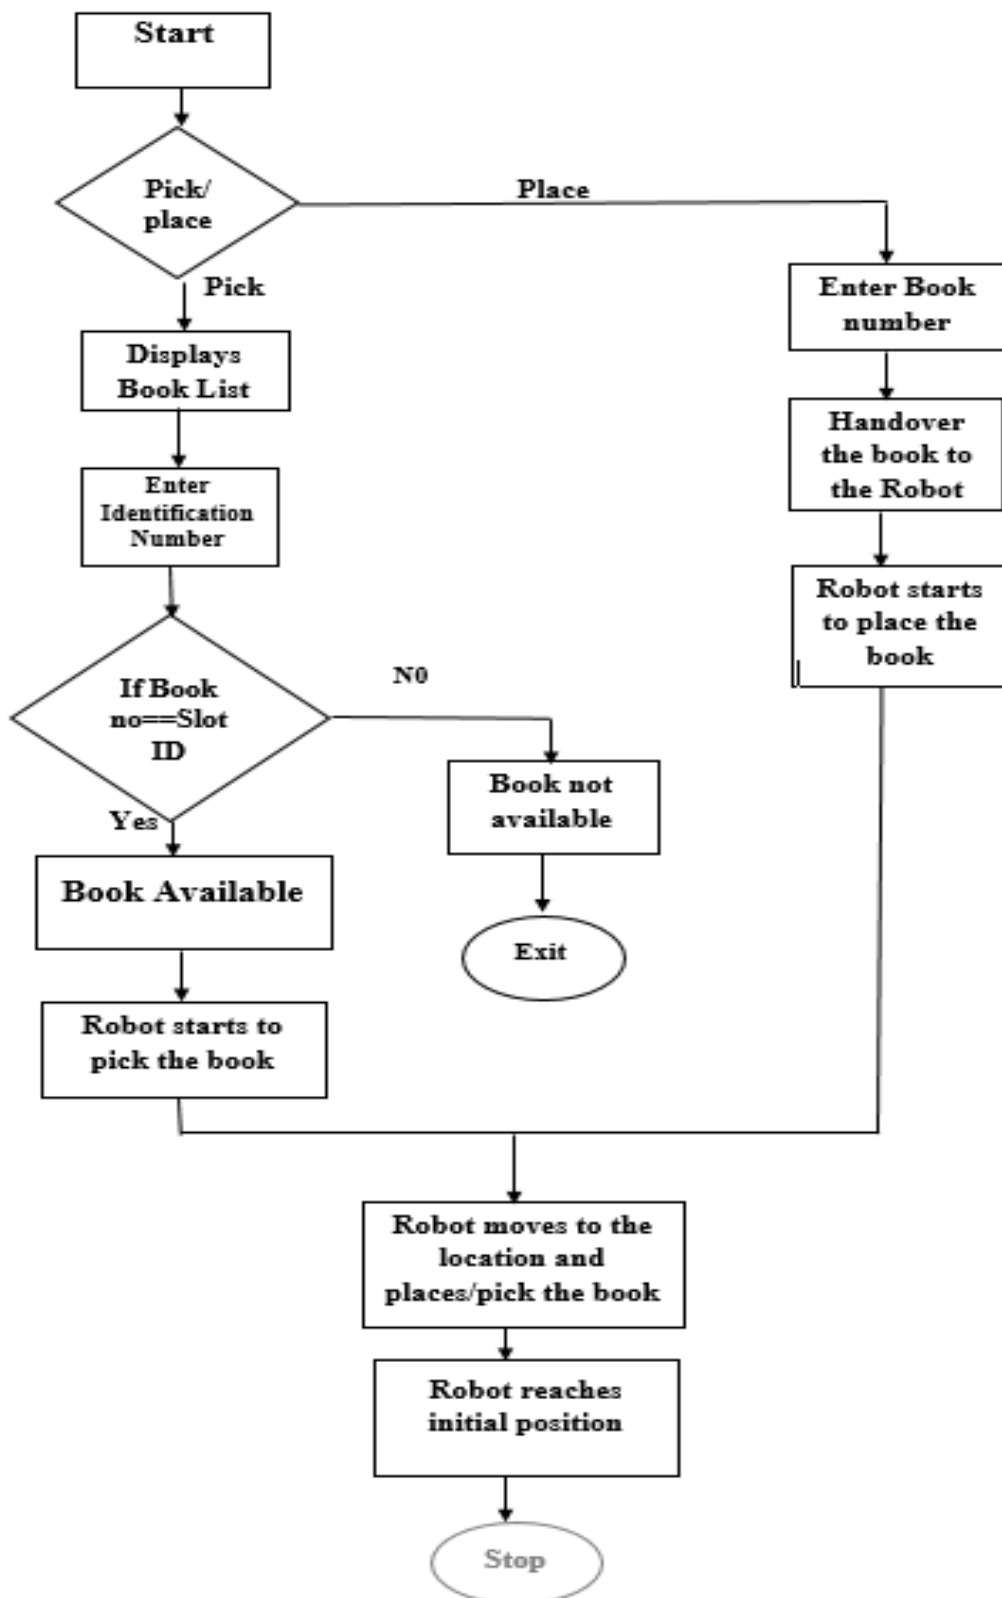 Start
Pick/
place
Place
Pick
Enter Book
number
Displays
Book List
Handover
the book to
the Robot
Enter
Identification
Number
Robot starts
to place the
book
If Book
no==Slot
ID
N0
Yes
Book not
available
Book Available
Exit
Robot starts to
pick the book
Robot moves to the
location and
places/pick the book
Robot reaches
initial position
Stop